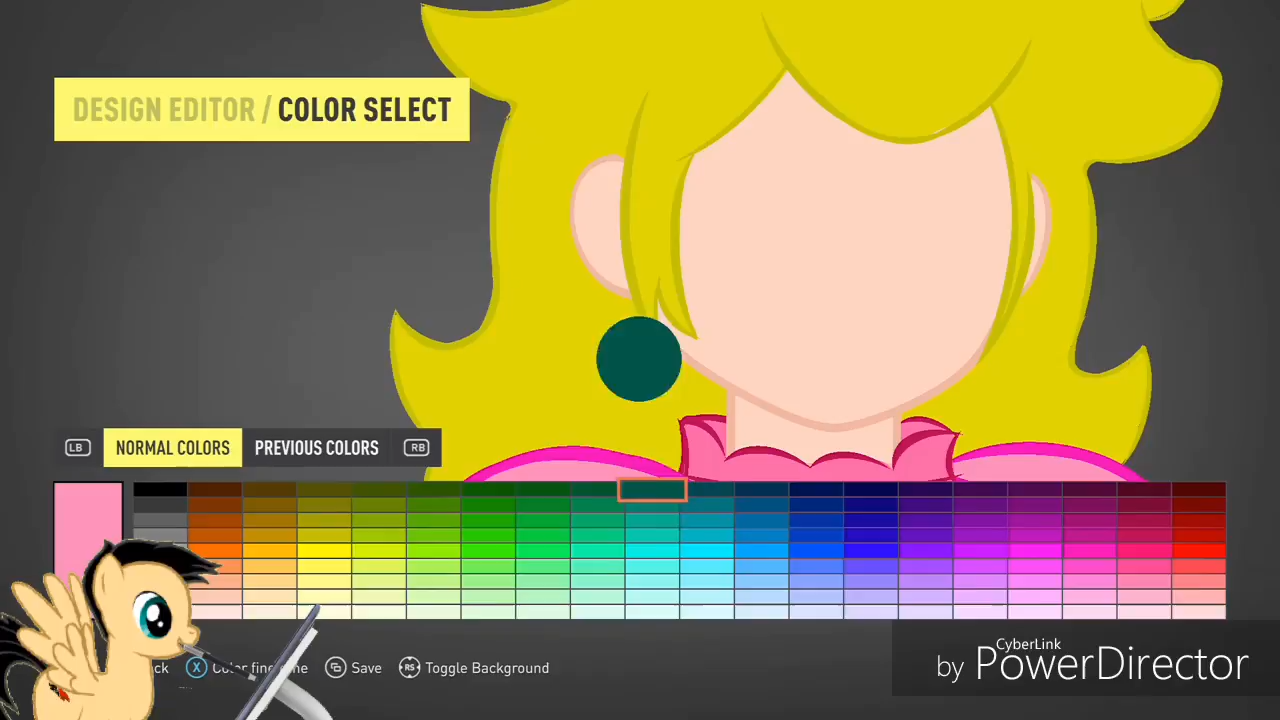 DESIGN EDITOR / COLOR SELECT
LB NORMAL COLORS PREVIOUS COLORS RB
X Save RS Toggle Background
CyberLink
by PowerDirector